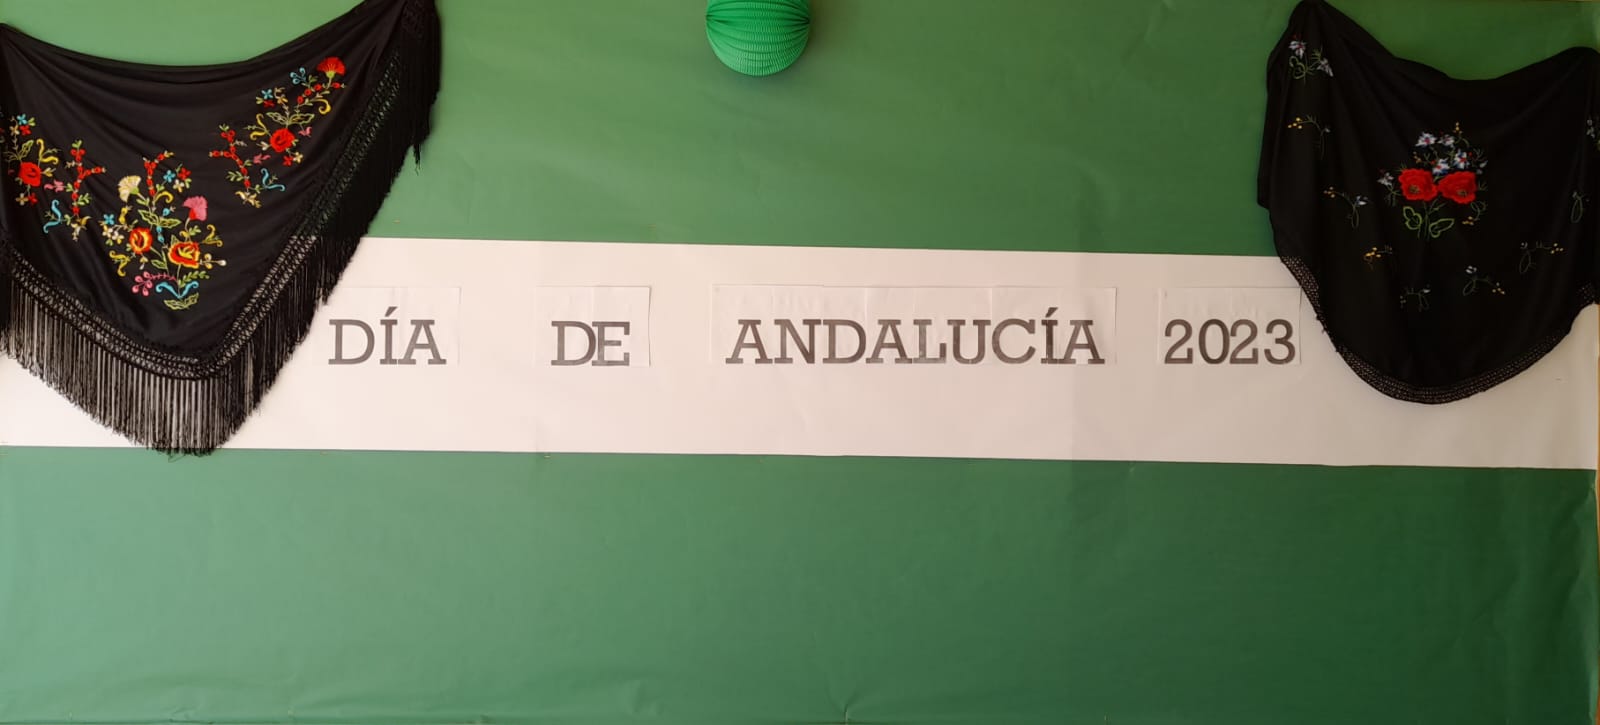 DÍA DE ANDALUCÍA 2023